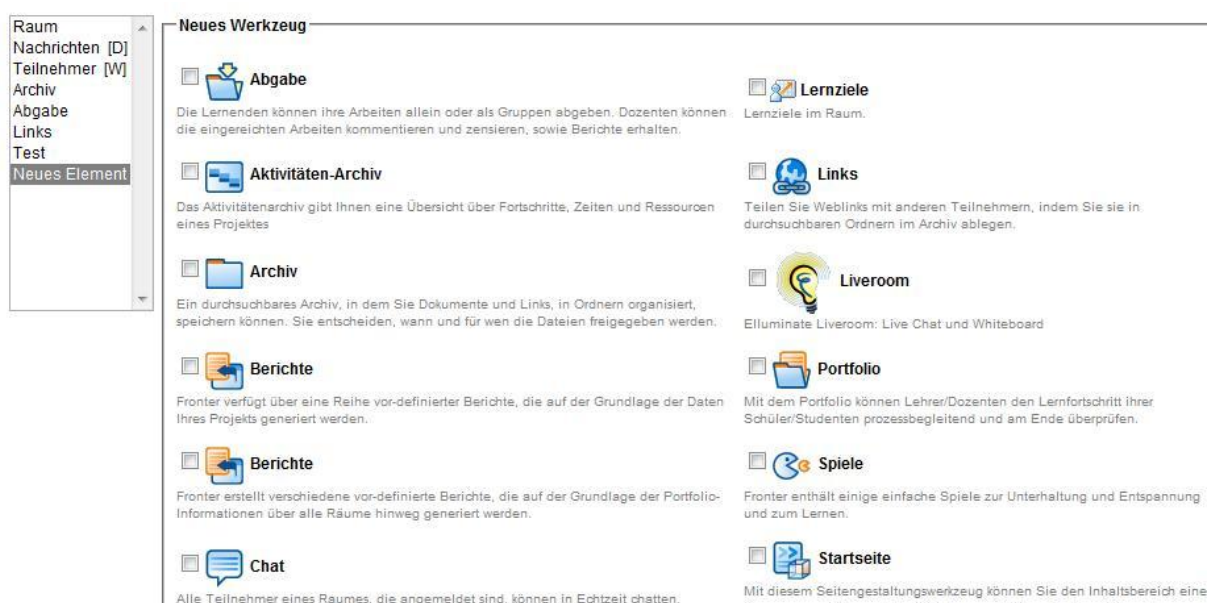 Raum
Nachrichten [D]
Teilnehmer [W]
Archiv
Abgabe
Links
Test
Neues Element
Neues Werkzeug
Abgabe
Die Lernenden können ihre Arbeiten allein oder als Gruppen abgeben. Dozenten können
die eingereichten Arbeiten kommentieren und zensieren, sowie Berichte erhalten.
Aktivitäten-Archiv
Das Aktivitätenarchiv gibt Ihnen eine Übersicht über Fortschritte, Zeiten und Ressourcen
eines Projektes
Archiv
Ein durchsuchbares Archiv, in dem Sie Dokumente und Links, in Ordnern organisiert,
speichern können. Sie entscheiden, wann und für wen die Dateien freigegeben werden.
Berichte
Fronter verfügt über eine Reihe vor-definierter Berichte, die auf der Grundlage der Daten
Ihres Projekts generiert werden.
Berichte
Fronter erstellt verschiedene vor-definierte Berichte, die auf der Grundlage der Portfolio-
Informationen über alle Räume hinweg generiert werden.
Chat
Alle Teilnehmer eines Raumes, die angemeldet sind, können in Echtzeit chatten.
Lernziele
Lernziele im Raum.
Links
Teilen Sie Weblinks mit anderen Teilnehmern, indem Sie sie in
durchsuchbaren Ordnern im Archiv ablegen.
Liveroom
Elluminate Liveroom: Live Chat und Whiteboard
Portfolio
Mit dem Portfolio können Lehrer/Dozenten den Lernfortschritt ihrer
Schüler/Studenten prozessbegleitend und am Ende überprüfen.
Spiele
Fronter enthält einige einfache Spiele zur Unterhaltung und Entspannung
und zum Lernen.
Startseite
Mit diesem Seitengestaltungswerkzeug können Sie den Inhaltsbereich eine